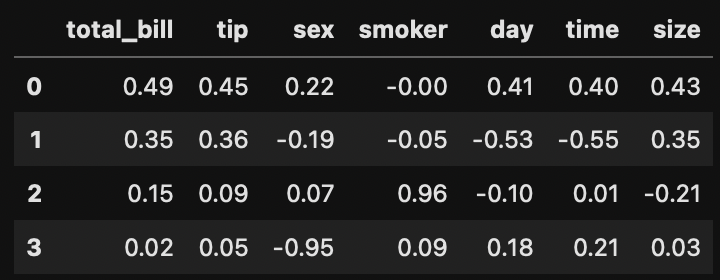 total_bill tip sex smoker day time size
0 0.49 0.45 0.22 -0.00 0.41 0.40 0.43
1 0.35 0.36 -0.19 -0.05 -0.53 -0.55 0.35
2 0.15 0.09 0.07 0.96 -0.10 0.01 -0.21
3 0.02 0.05 -0.95 0.09 0.18 0.21 0.03